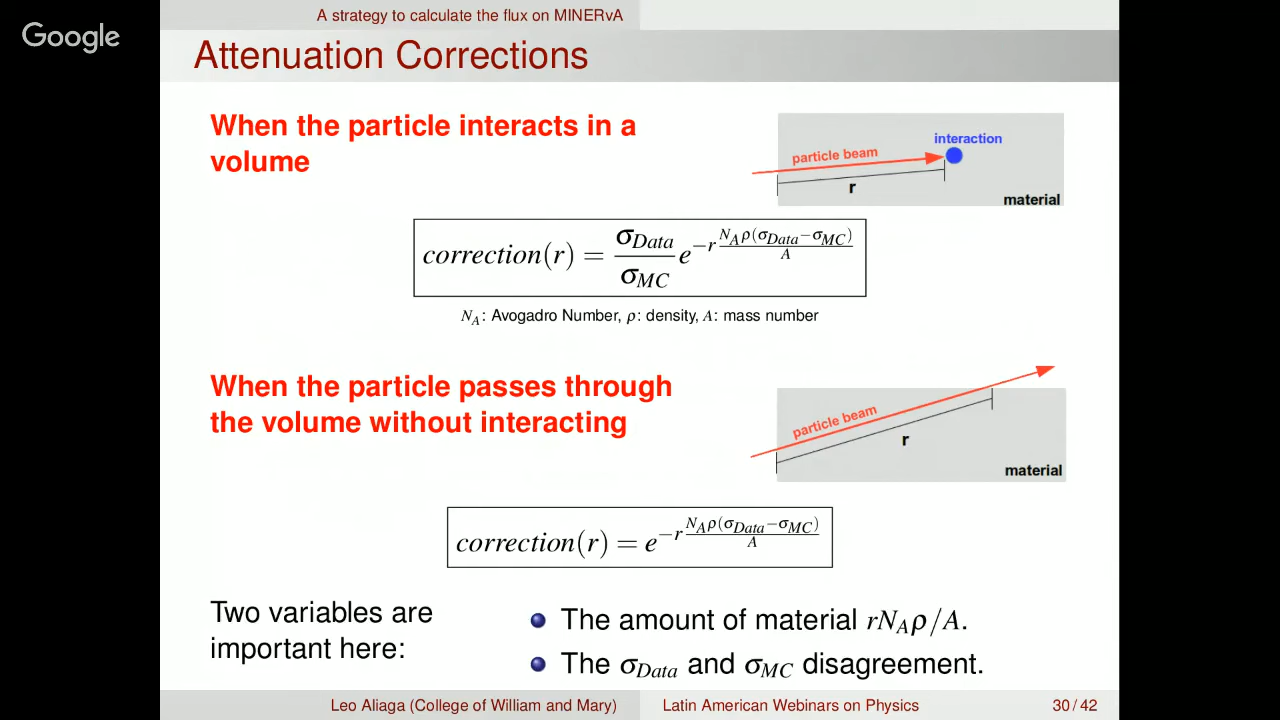 A strategy to calculate the flux on MINERvA
Google
Attenuation Corrections
When the particle interacts in a
volume
interaction
particle beam
r
material
correction(r) = σ_Data/σ_MC e^{−r N_Aρ(σ_Data−σ_MC)/A}
N_A: Avogadro Number, ρ: density, A: mass number
When the particle passes through
the volume without interacting
particle beam
r
material
correction(r) = e^{−r N_Aρ(σ_Data−σ_MC)/A}
Two variables are
important here:
The amount of material rN_Aρ/A.
The σ_Data and σ_MC disagreement.
Leo Aliaga (College of William and Mary)
Latin American Webinars on Physics
30 / 42